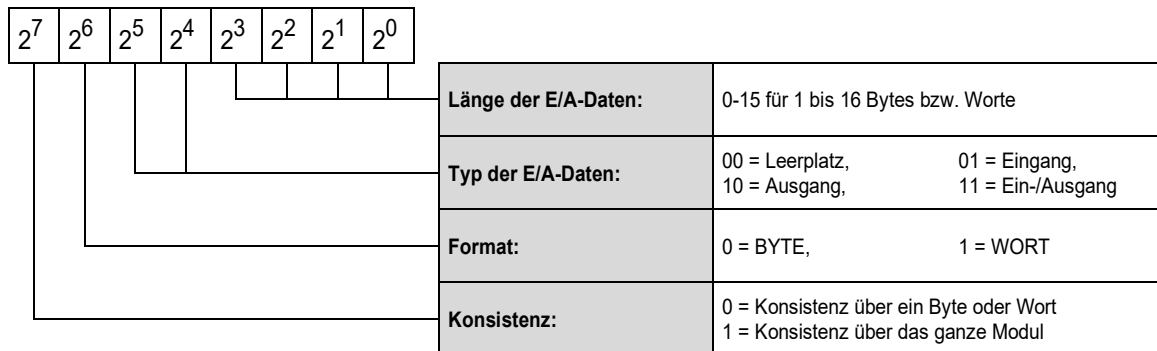 2⁷ 2⁶ 2⁵ 2⁴ 2³ 2² 2¹ 2⁰
Länge der E/A-Daten: 0-15 für 1 bis 16 Bytes bzw. Worte
Typ der E/A-Daten: 00 = Leerplatz, 01 = Eingang,
10 = Ausgang, 11 = Ein-/Ausgang
Format: 0 = BYTE, 1 = WORT
Konsistenz: 0 = Konsistenz über ein Byte oder Wort
1 = Konsistenz über das ganze Modul